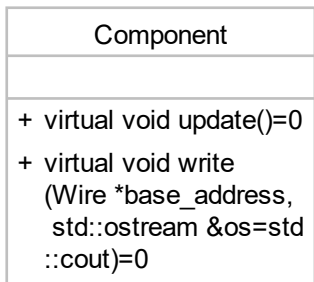 Component
+ virtual void update()=0
+ virtual void write
(Wire *base_address,
std::ostream &os=std
::cout)=0